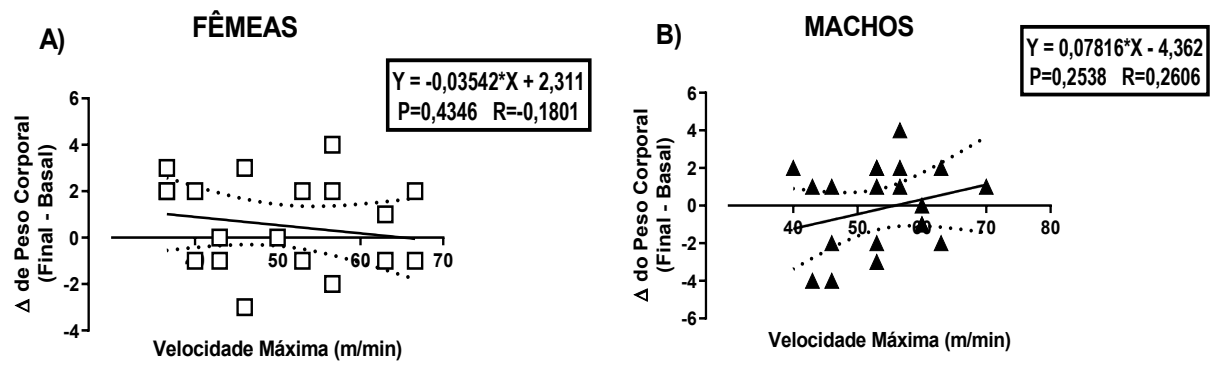 A)
FÊMEAS
Y = -0,03542*X + 2,311
P=0,4346 R=-0,1801
Δ de Peso Corporal
(Final - Basal)
6
4
2
0
-2
-4
50
60
70
Velocidade Máxima (m/min)
B)
MACHOS
Y = 0,07816*X - 4,362
P=0,2538 R=0,2606
Δ do Peso Corporal
(Final - Basal)
6
4
2
0
-2
-4
-6
40
50
60
70
80
Velocidade Máxima (m/min)